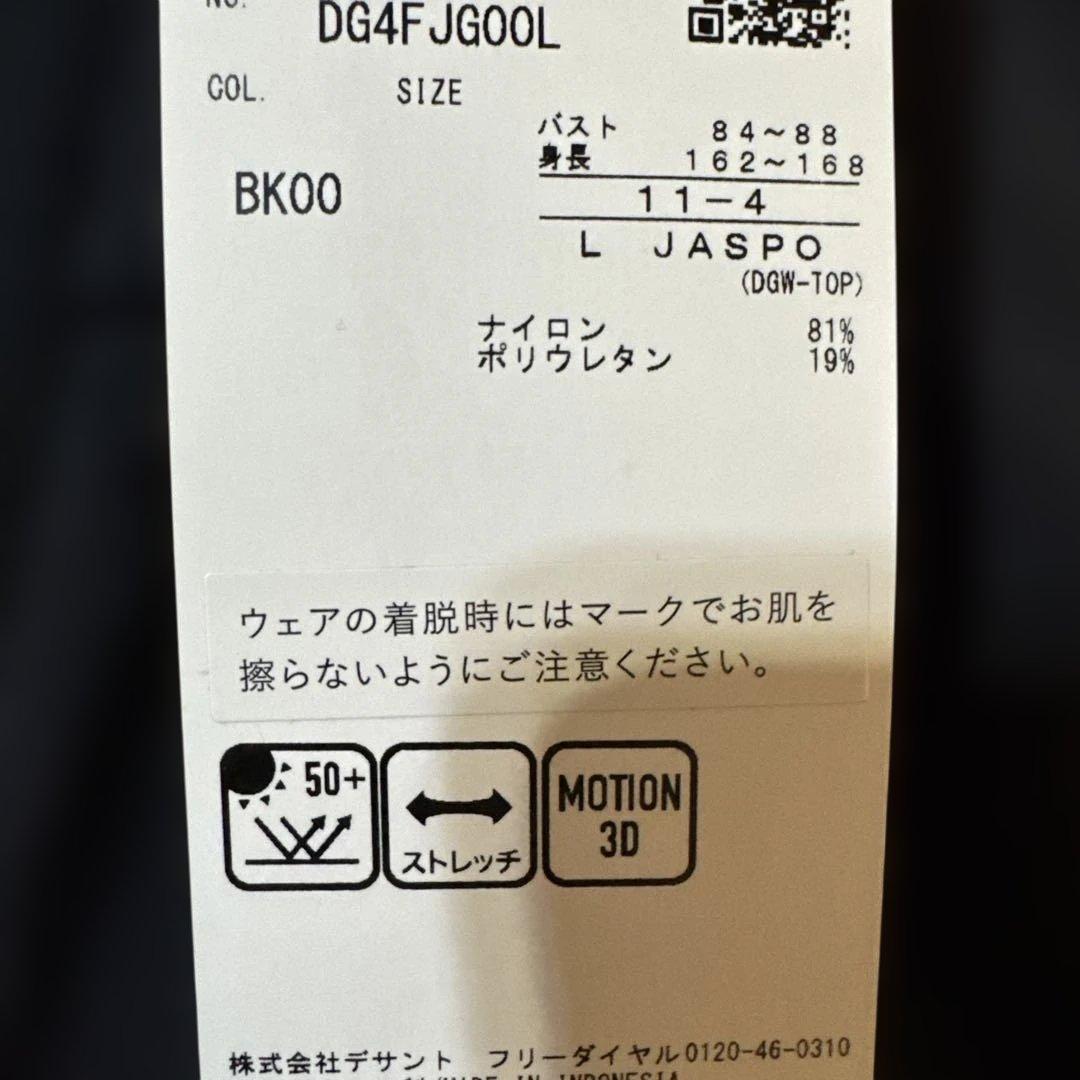 NO.
DG4FJG00L
COL. SIZE
バスト 84～88
身長 162～168
BK00
11-4
L JASPO
(DGW-TOP)
ナイロン 81%
ポリウレタン 19%
ウェアの着脱時にはマークでお肌を
擦らないようにご注意ください。
50+
ストレッチ
MOTION
3D
株式会社デサント フリーダイヤル0120-46-0310
MADE IN INDONESIA